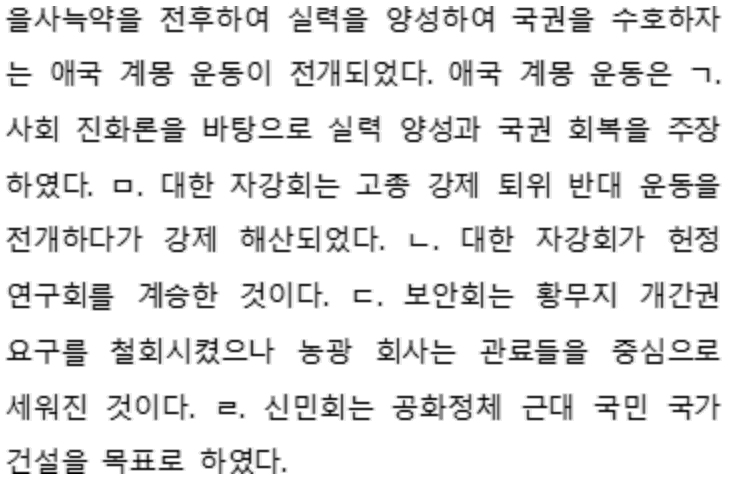 을사늑약을 전후하여 실력을 양성하여 국권을 수호하자
는 애국 계몽 운동이 전개되었다. 애국 계몽 운동은 ㄱ.
사회 진화론을 바탕으로 실력 양성과 국권 회복을 주장
하였다. ㅁ. 대한 자강회는 고종 강제 퇴위 반대 운동을
전개하다가 강제 해산되었다. ㄴ. 대한 자강회가 헌정
연구회를 계승한 것이다. ㄷ. 보안회는 황무지 개간권
요구를 철회시켰으나 농광 회사는 관료들을 중심으로
세워진 것이다. ㄹ. 신민회는 공화정체 근대 국민 국가
건설을 목표로 하였다.